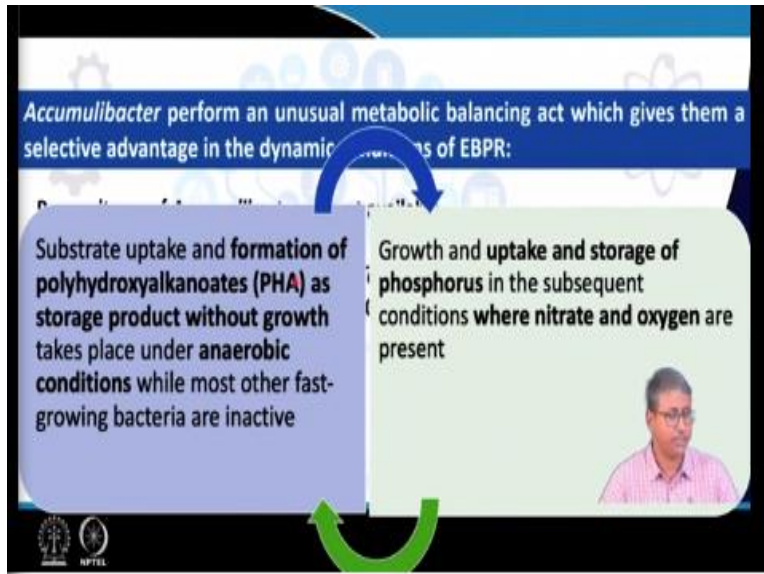 Accumulibacter perform an unusual metabolic balancing act which gives them a
selective advantage in the dynamic of EBPR:
Substrate uptake and formation of
polyhydroxyalkanoates (PHA) as
storage product without growth
takes place under anaerobic
conditions while most other fast-
growing bacteria are inactive
Growth and uptake and storage of
phosphorus in the subsequent
conditions where nitrate and oxygen are
present
NPTEL